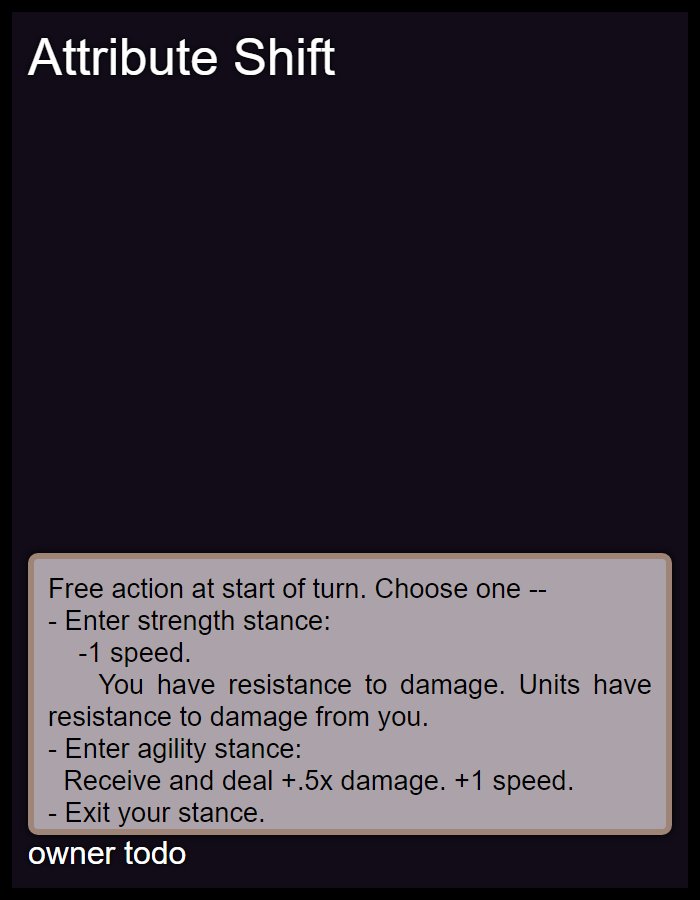 Attribute Shift
Free action at start of turn. Choose one --
- Enter strength stance:
-1 speed.
You have resistance to damage. Units have
resistance to damage from you.
- Enter agility stance:
Receive and deal +.5x damage. +1 speed.
- Exit your stance.
owner todo